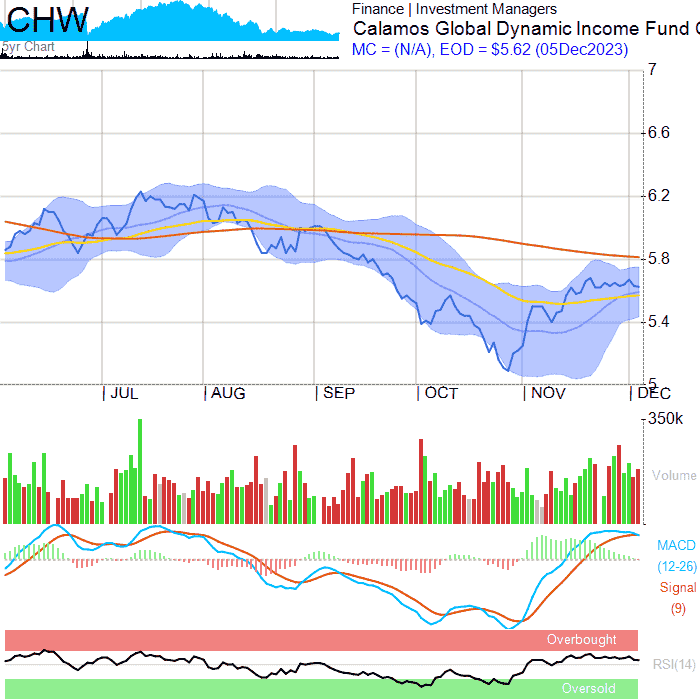 CHW
5yr Chart
Finance | Investment Managers
Calamos Global Dynamic Income Fund
MC = (N/A), EOD = $5.62 (05Dec2023)
7
6.6
6.2
5.8
5.4
5
JUL AUG SEP OCT NOV DEC
350k
Volume
MACD
(12-26)
Signal
(9)
Overbought
RSI(14)
Oversold